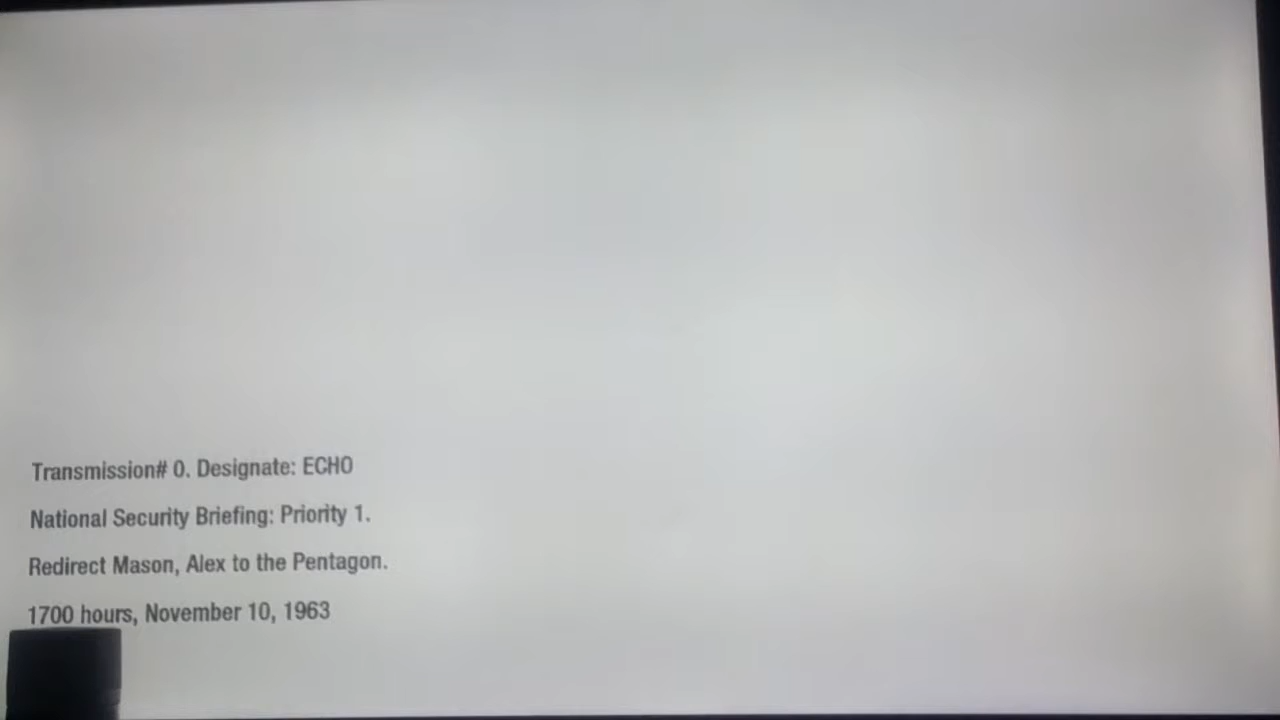 Transmission# 0. Designate: ECHO
National Security Briefing: Priority 1.
Redirect Mason, Alex to the Pentagon.
1700 hours, November 10, 1963